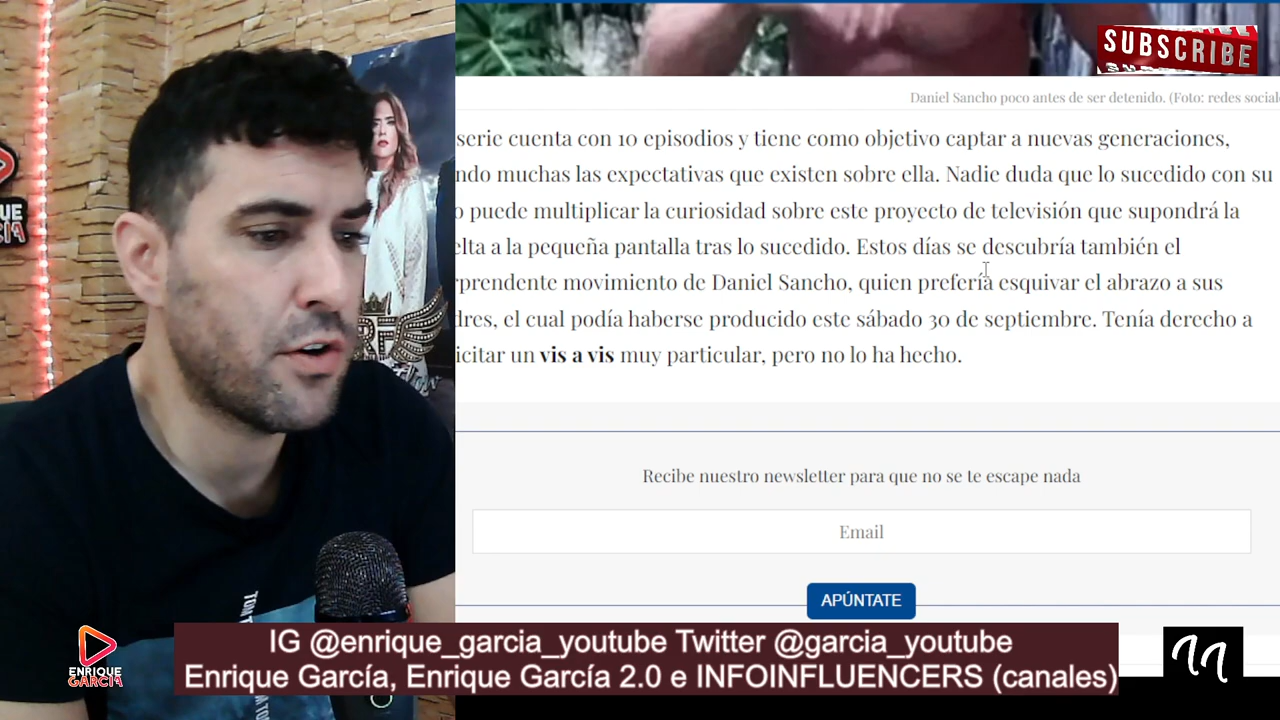 SUBSCRIBE
Daniel Sancho poco antes de ser detenido. (Foto: redes social
serie cuenta con 10 episodios y tiene como objetivo captar a nuevas generaciones,
ndo muchas las expectativas que existen sobre ella. Nadie duda que lo sucedido con su
o puede multiplicar la curiosidad sobre este proyecto de televisión que supondrá la
elta a la pequeña pantalla tras lo sucedido. Estos días se descubría también el
rprendente movimiento de Daniel Sancho, quien prefería esquivar el abrazo a sus
dres, el cual podía haberse producido este sábado 30 de septiembre. Tenía derecho a
icitar un vis a vis muy particular, pero no lo ha hecho.
Recibe nuestro newsletter para que no se te escape nada
Email
APÚNTATE
IG @enrique_garcia_youtube Twitter @garcia_youtube
Enrique García, Enrique García 2.0 e INFOINFLUENCERS (canales)
ENRIQUE
GARCÍA